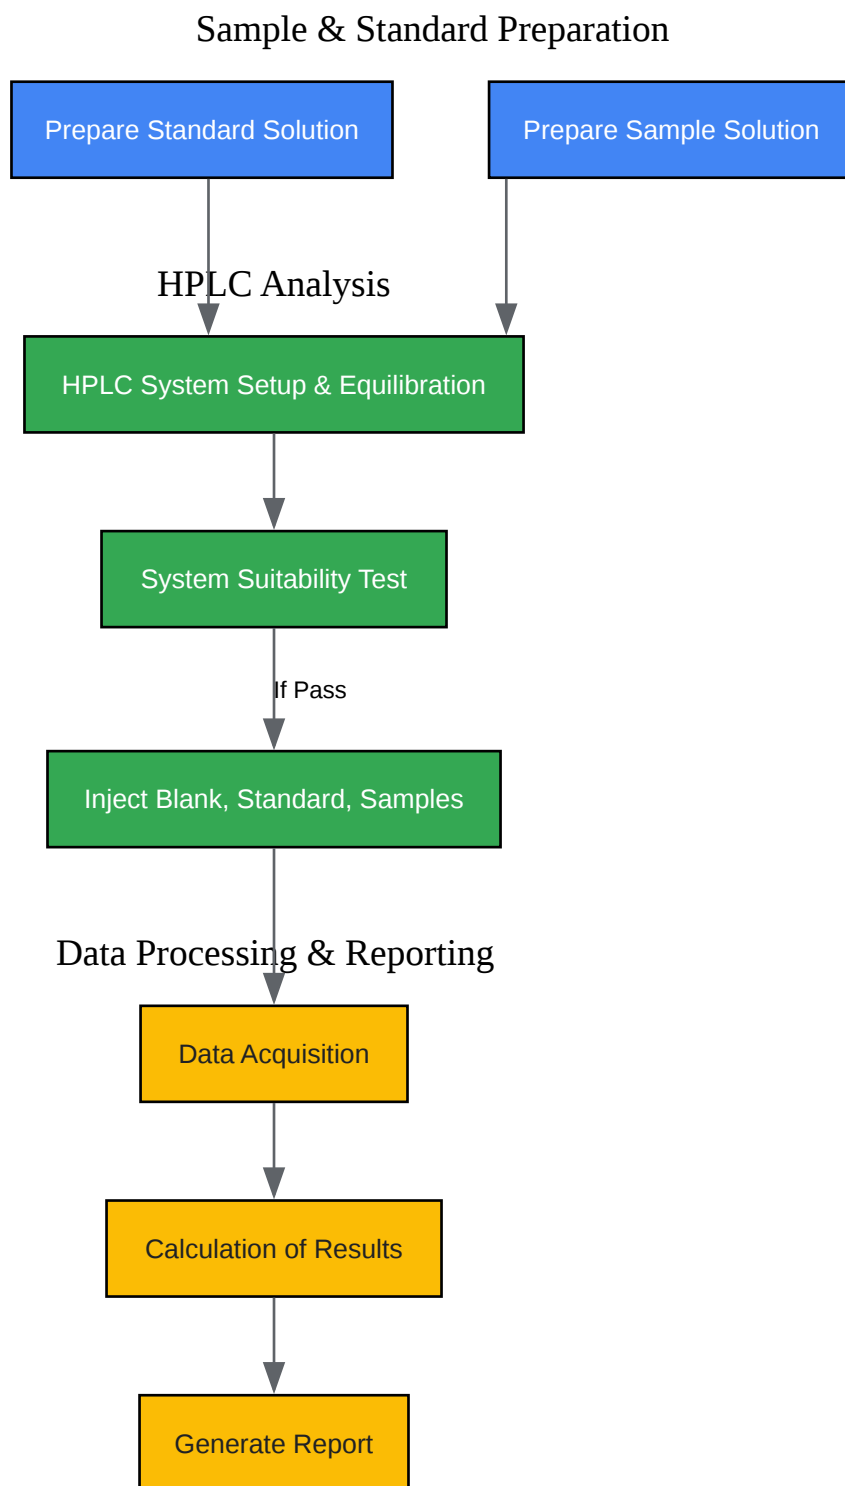 Sample & Standard Preparation
Prepare Standard Solution
Prepare Sample Solution
HPLC Analysis
HPLC System Setup & Equilibration
System Suitability Test
If Pass
Inject Blank, Standard, Samples
Data Processing & Reporting
Data Acquisition
Calculation of Results
Generate Report